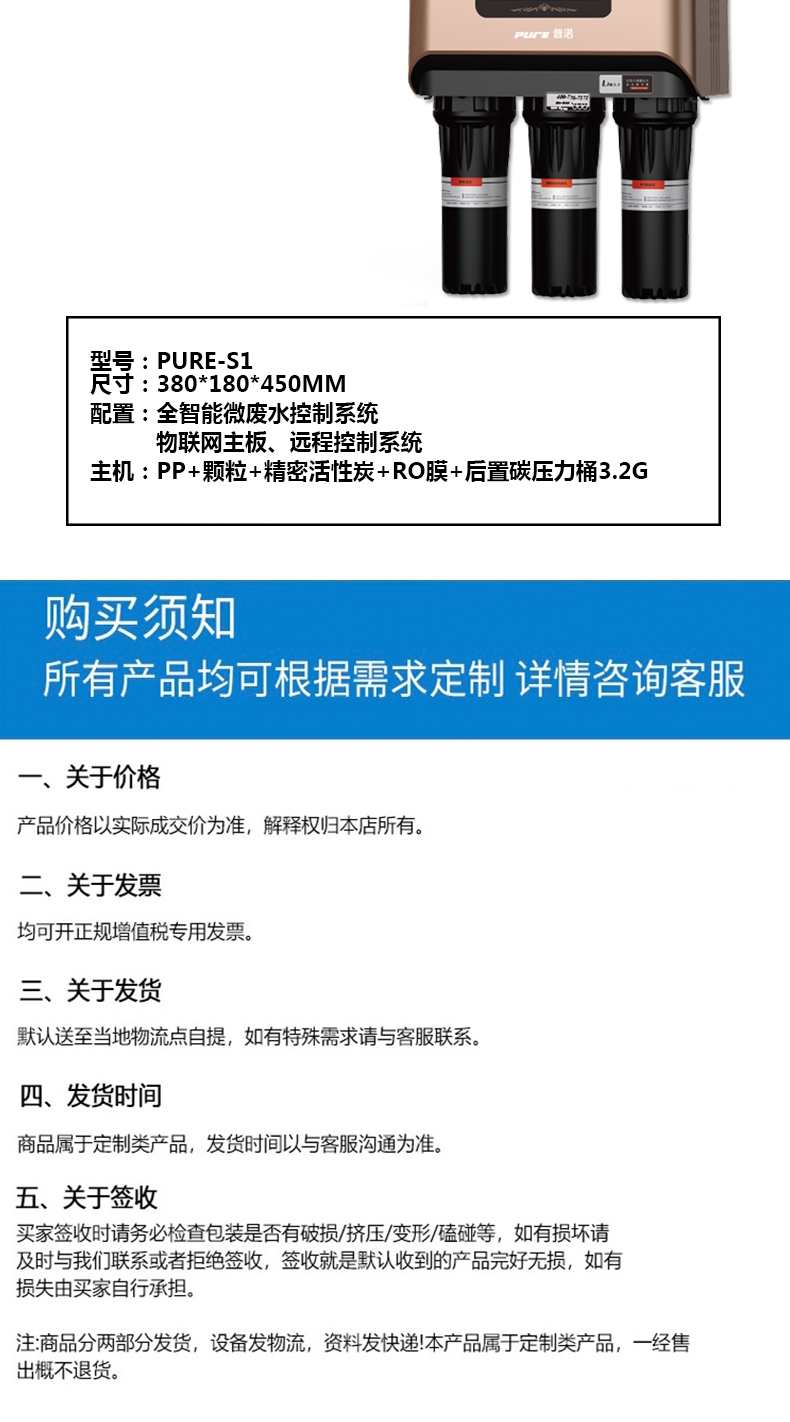 PURE 普诺
型号：PURE-S1
尺寸：380*180*450MM
配置：全智能微废水控制系统
物联网主板、远程控制系统
主机：PP+颗粒+精密活性炭+RO膜+后置碳压力桶3.2G
购买须知
所有产品均可根据需求定制 详情咨询客服
一、关于价格
产品价格以实际成交价为准，解释权归本店所有。
二、关于发票
均可开正规增值税专用发票。
三、关于发货
默认送至当地物流点自提，如有特殊需求请与客服联系。
四、发货时间
商品属于定制类产品，发货时间以与客服沟通为准。
五、关于签收
买家签收时请务必检查包装是否有破损/挤压/变形/磕碰等，如有损坏请
及时与我们联系或者拒绝签收，签收就是默认收到的产品完好无损，如有
损失由买家自行承担。
注:商品分两部分发货，设备发物流，资料发快递!本产品属于定制类产品，一经售
出概不退货。